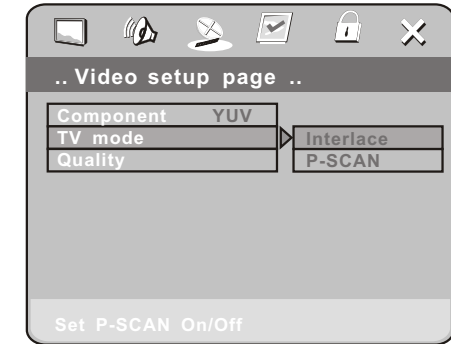 .. Video setup page ..
Component YUV
TV mode Interlace
Quality P-SCAN
Set P-SCAN On/Off